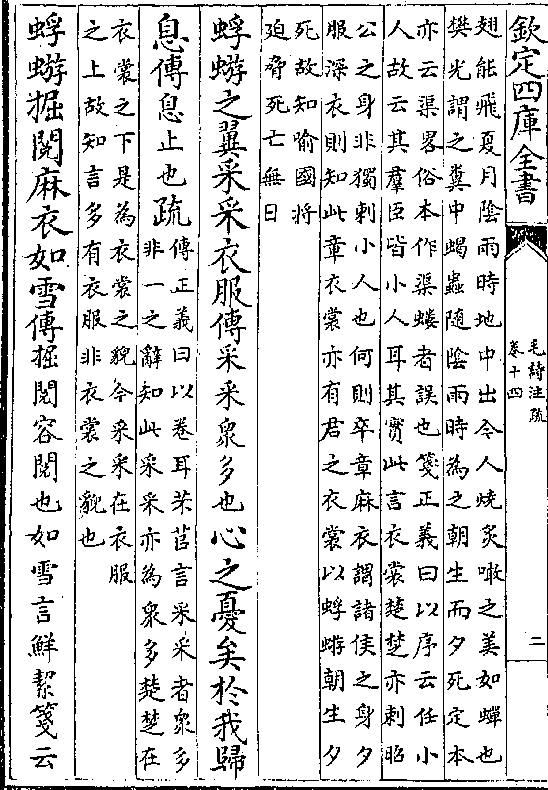 欽定四庫全書
毛詩注疏
卷十四
二
翅能飛夏月陰雨時地中出今人燒炙噉之美如蟬也
樊光謂之糞中蝎蟲隨陰雨時為之朝生而夕死定本
亦云渠畧俗本作渠螻者誤也箋正義曰以序云任小
人故云其羣臣皆小人耳其實此言衣裳楚楚亦刺昭
公之身非獨刺小人也何則卒章麻衣謂諸侯之身夕
服深衣則知此章衣裳亦有君之衣裳以蜉蝣朝生夕
死故知喻國將
迫脅死亡無日
蜉蝣之翼采采衣服傳采采衆多也心之憂矣於我歸
息傳息止也疏
傳正義曰以卷耳芣苢言采采者衆多
非一之辭知此采采亦為衆多楚楚在
衣裳之下是為衣裳之貌今采采在衣服
之上故知言多有衣服非衣裳之貌也
蜉蝣掘閱麻衣如雪傳掘閱容閱也如雪言鮮絜箋云